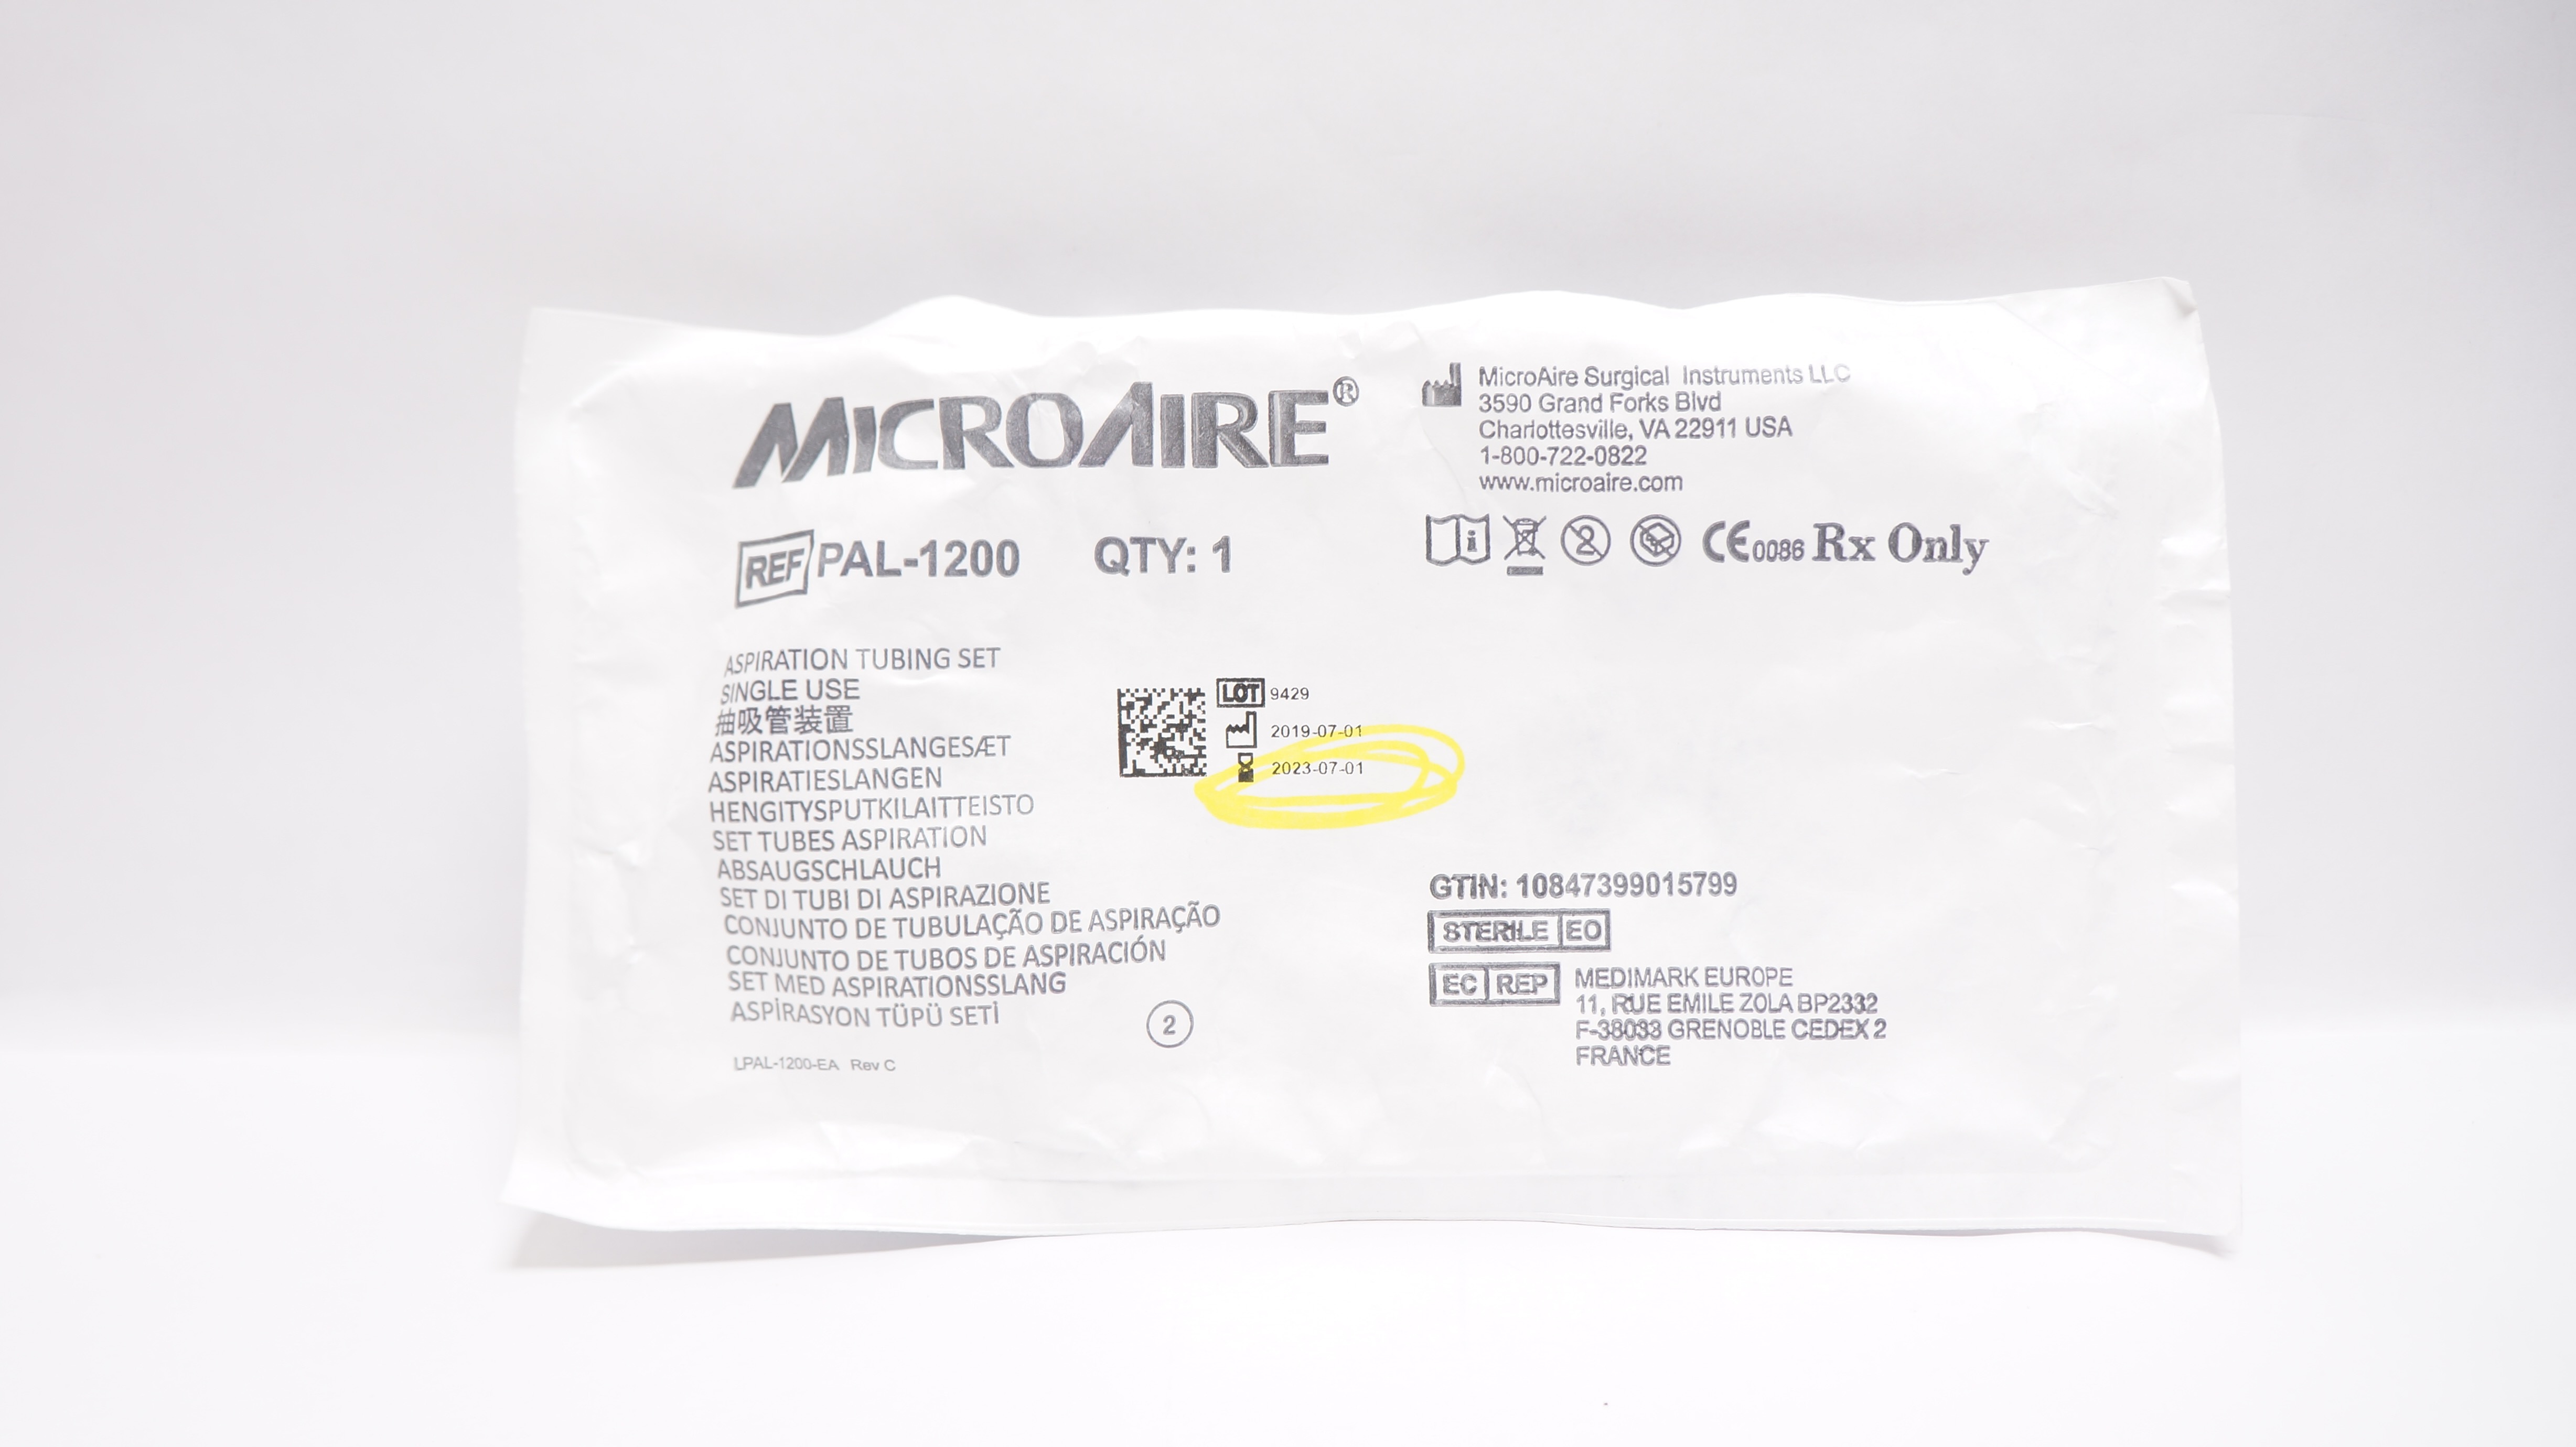 MICROAIRE®
REF PAL-1200 QTY: 1
ASPIRATION TUBING SET
SINGLE USE
抽吸管装置
ASPIRATIONSSLANGESÆT
ASPIRATIESLANGEN
HENGITYSPUTKILAITTEISTO
SET TUBES ASPIRATION
ABSAUGSCHLAUCH
SET DI TUBI DI ASPIRAZIONE
CONJUNTO DE TUBULAÇÃO DE ASPIRAÇÃO
CONJUNTO DE TUBOS DE ASPIRACIÓN
SET MED ASPIRATIONSSLANG
ASPİRASYON TÜPÜ SETİ
LPAL-1200-EA Rev C
2
LOT 9429
2019-07-01
2023-07-01
MicroAire Surgical Instruments LLC
3590 Grand Forks Blvd
Charlottesville, VA 22911 USA
1-800-722-0822
www.microaire.com
i 2 CE 0086 Rx Only
GTIN: 10847399015799
STERILE EO
EC REP MEDIMARK EUROPE
11, RUE EMILE ZOLA BP2332
F-38033 GRENOBLE CEDEX 2
FRANCE